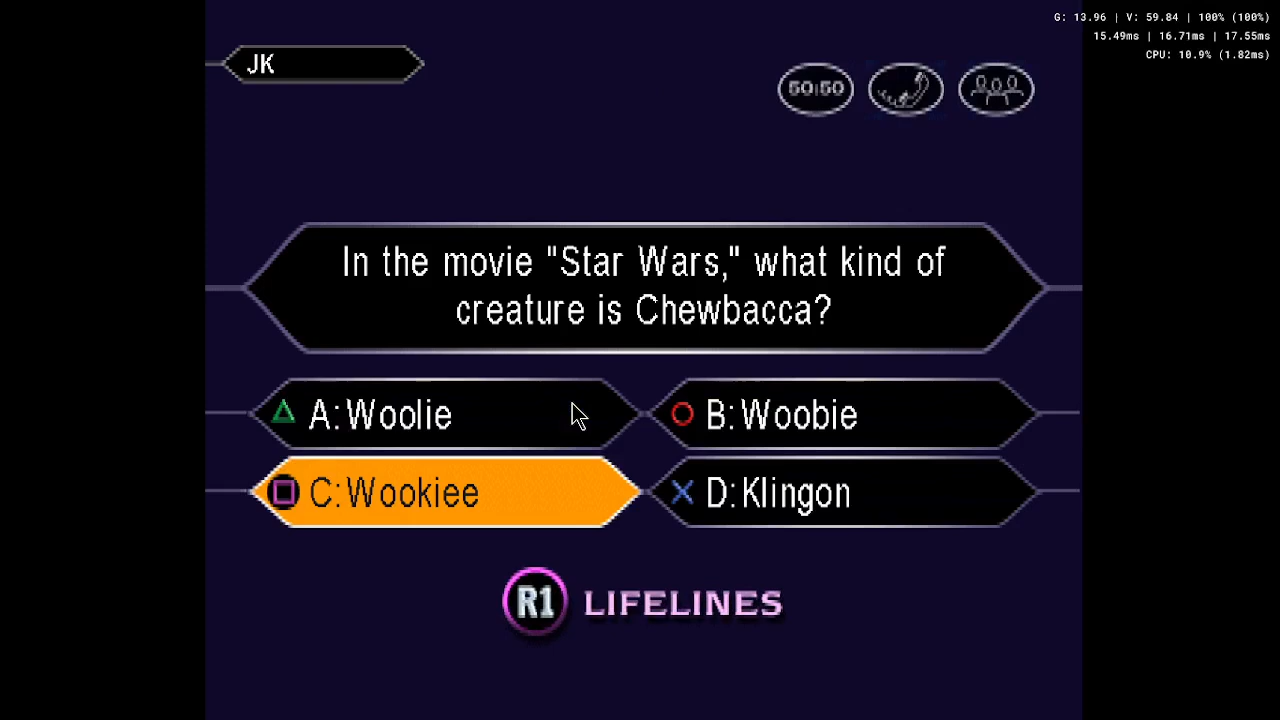 G: 13.96 | V: 59.84 | 100% (100%)
15.49ms | 16.71ms | 17.55ms
CPU: 10.9% (1.82ms)
JK
50:50
In the movie "Star Wars," what kind of
creature is Chewbacca?
A:Woolie
B:Woobie
C:Wookiee
D:Klingon
R1 LIFELINES